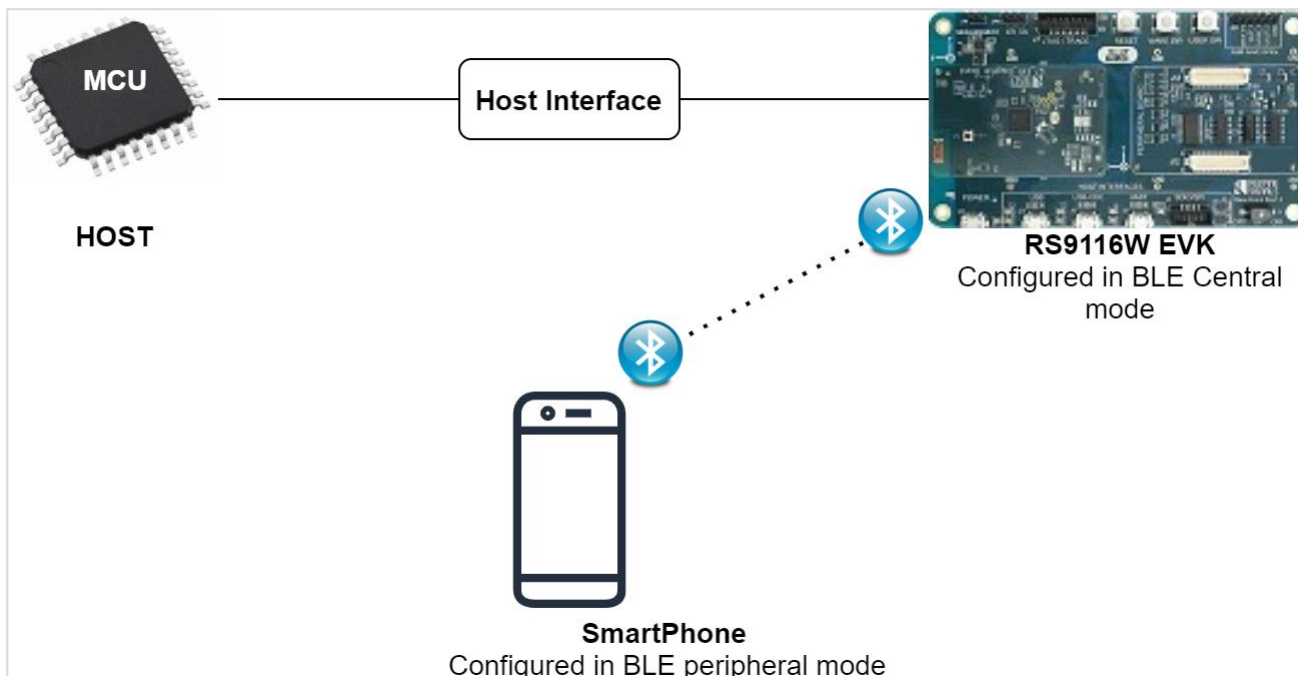 MCU
Host Interface
HOST
RS9116W EVK
Configured in BLE Central
mode
SmartPhone
Configured in BLE peripheral mode